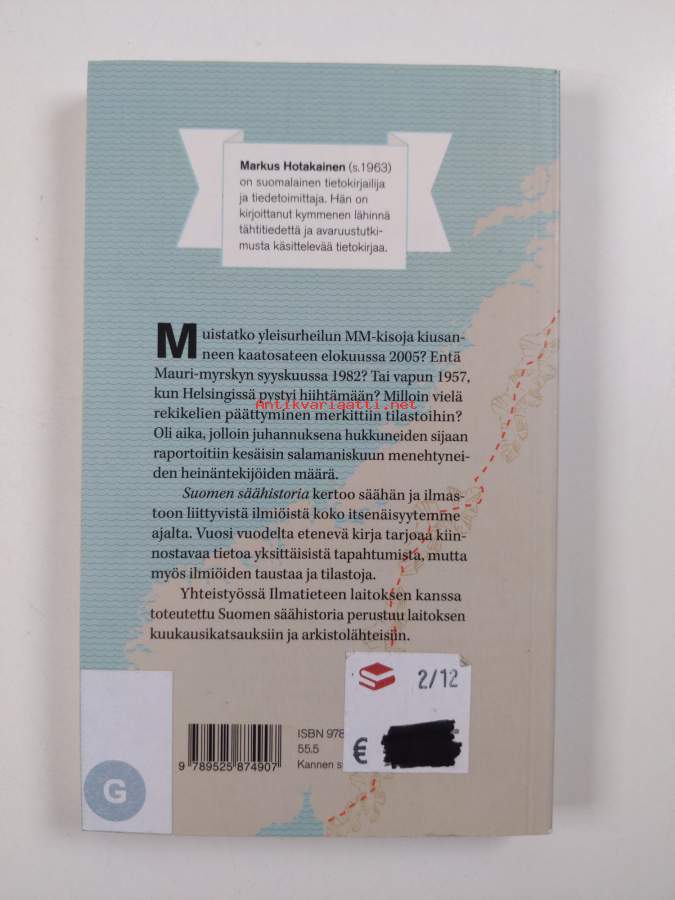 Markus Hotakainen (s.1963)
on suomalainen tietokirjailija
ja tiedetoimittaja. Hän on
kirjoittanut kymmenen lähinnä
tähtitiedettä ja avaruustutki-
musta käsittelevää tietokirjaa.
Muistatko yleisurheilun MM-kisoja kiusan-
neen kaatosateen elokuussa 2005? Entä
Mauri-myrskyn syyskuussa 1982? Tai vapun 1957,
kun Helsingissä pystyi hiihtämään? Milloin vielä
Antikvariaatti.net
rekikelien päättyminen merkittiin tilastoihin?
Oli aika, jolloin juhannuksena hukkuneiden sijaan
raportoitiin kesäisin salamaniskuun menehtynei-
den heinäntekijöiden määrä.
Suomen säähistoria kertoo säähän ja ilmas-
toon liittyvistä ilmiöistä koko itsenäisyytemme
ajalta. Vuosi vuodelta etenevä kirja tarjoaa kiin-
nostavaa tietoa yksittäisistä tapahtumista, mutta
myös ilmiöiden taustaa ja tilastoja.
Yhteistyössä Ilmatieteen laitoksen kanssa
toteutettu Suomen säähistoria perustuu laitoksen
kuukausikatsauksiin ja arkistolähteisiin.
2/12
€
ISBN 978
55.5
Kannen s
9 789525 874907
G